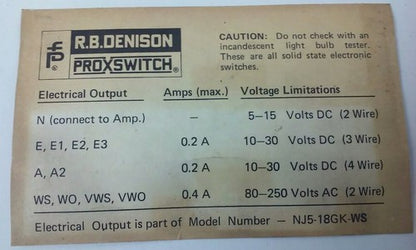 R.B. DENISON
PROXSWITCH®
CAUTION: Do not check with an
incandescent light bulb tester.
These are all solid state electronic
switches.
Electrical Output Amps (max.) Voltage Limitations
N (connect to Amp.) — 5–15 Volts DC (2 Wire)
E, E1, E2, E3 0.2 A 10–30 Volts DC (3 Wire)
A, A2 0.2 A 10–30 Volts DC (4 Wire)
WS, WO, VWS, VWO 0.4 A 80–250 Volts AC (2 Wire)
Electrical Output is part of Model Number – NJ5-18GK-WS